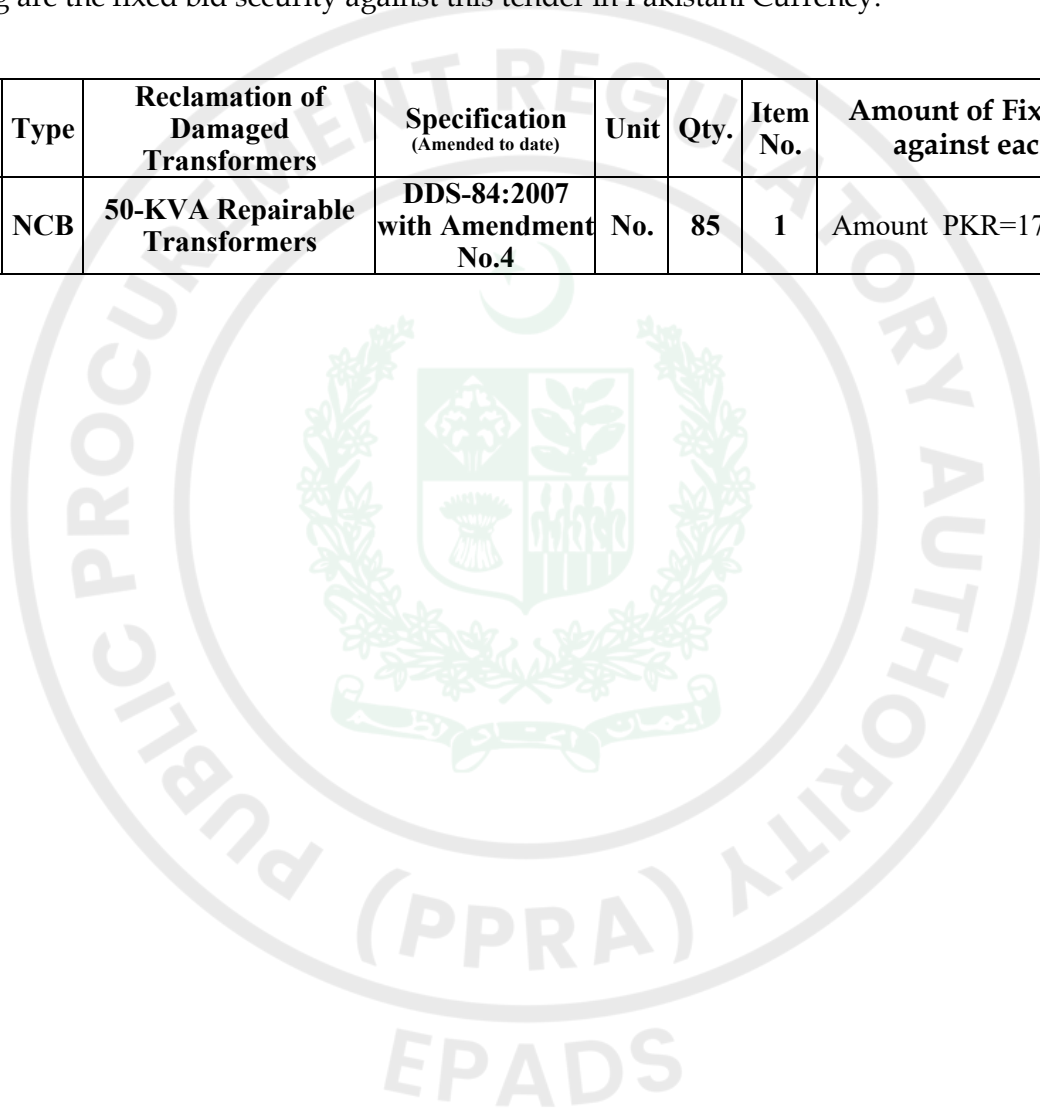 are the fixed bid security against this tender in Pakistani Currency.
Type
Reclamation of
Damaged
Transformers
Specification
(Amended to date)
Unit
Qty.
Item
No.
Amount of Fix
against eac
NCB
50-KVA Repairable
Transformers
DDS-84:2007
with Amendment
No.4
No.
85
1
Amount PKR=17
PUBLIC PROCUREMENT REGULATORY AUTHORITY
(PPRA)
EPADS